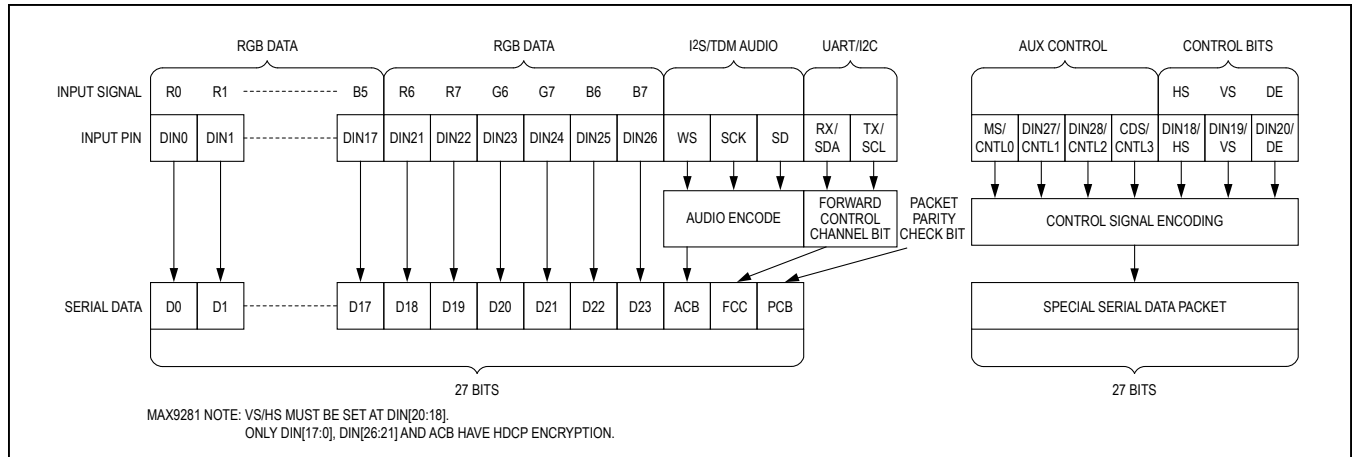 RGB DATA RGB DATA I2S/TDM AUDIO UART/I2C AUX CONTROL CONTROL BITS
INPUT SIGNAL R0 R1 B5 R6 R7 G6 G7 B6 B7 HS VS DE
INPUT PIN DIN0 DIN1 DIN17 DIN21 DIN22 DIN23 DIN24 DIN25 DIN26 WS SCK SD RX/ TX/ MS/ DIN27/ DIN28/ CDS/ DIN18/ DIN19/ DIN20/
SDA SCL CNTL0 CNTL1 CNTL2 CNTL3 HS VS DE
AUDIO ENCODE FORWARD CONTROL CHANNEL BIT PACKET PARITY CHECK BIT CONTROL SIGNAL ENCODING
SERIAL DATA D0 D1 D17 D18 D19 D20 D21 D22 D23 ACB FCC PCB SPECIAL SERIAL DATA PACKET
27 BITS 27 BITS
MAX9281 NOTE: VS/HS MUST BE SET AT DIN[20:18].
ONLY DIN[17:0], DIN[26:21] AND ACB HAVE HDCP ENCRYPTION.